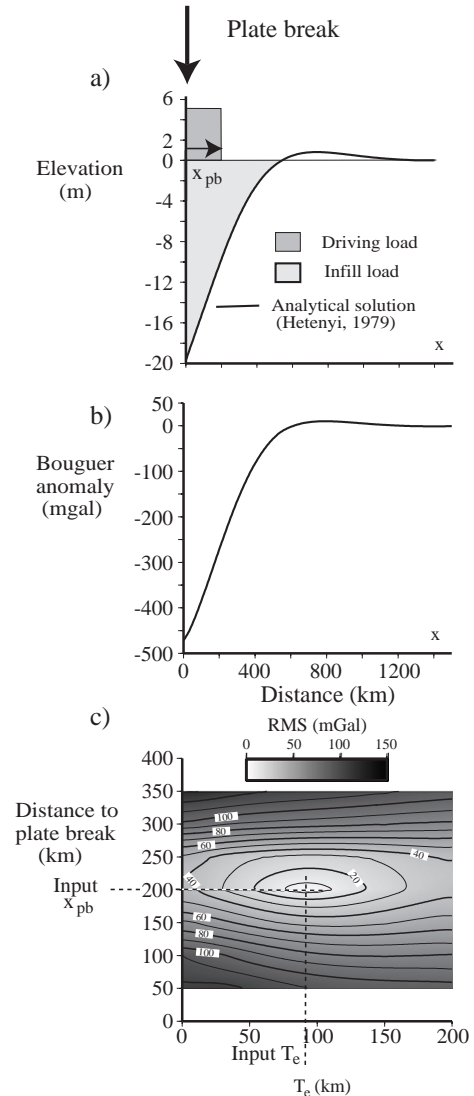 Plate break
a)
6
2
0
-4
-8
-12
-16
-20
Elevation
(m)
x pb
Driving load
Infill load
Analytical solution
(Hetenyi, 1979)
x
b)
50
0
-100
-200
-300
-400
-500
Bouguer
anomaly
(mgal)
x
0 400 800 1200
Distance (km)
c)
RMS (mGal)
0 50 100 150
400
350
300
250
200
150
100
50
0
Distance to
plate break
(km)
Input
x pb
100
80
60
40
40
20
60
80
100
0 50 100 150 200
Input Te
Te (km)